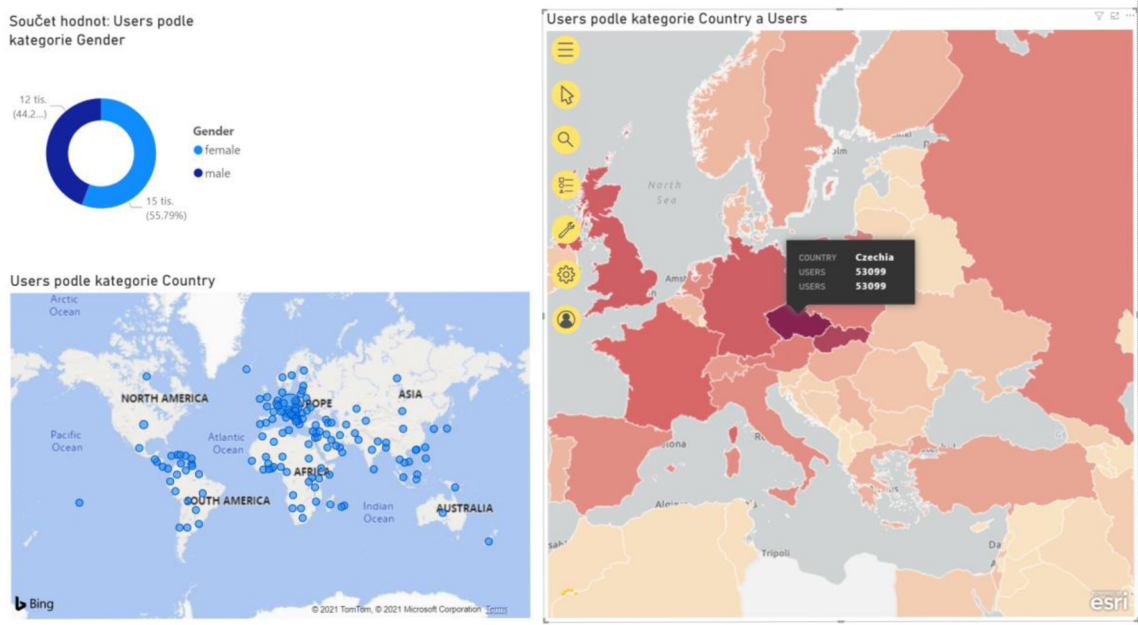 Součet hodnot: Users podle
kategorie Gender
12 tis.
(44.2...)
Gender
female
male
15 tis.
(55.79%)
Users podle kategorie Country
Arctic
Ocean
NORTH AMERICA
ASIA
Pacific
Ocean
Atlantic
Ocean
AFRICA
SOUTH AMERICA
Indian
Ocean
AUSTRALIA
Bing
© 2021 TomTom, © 2021 Microsoft Corporation Terms
Users podle kategorie Country a Users
North
Sea
COUNTRY Czechia
USERS 53099
USERS 53099
Amst
Tripoli
esri